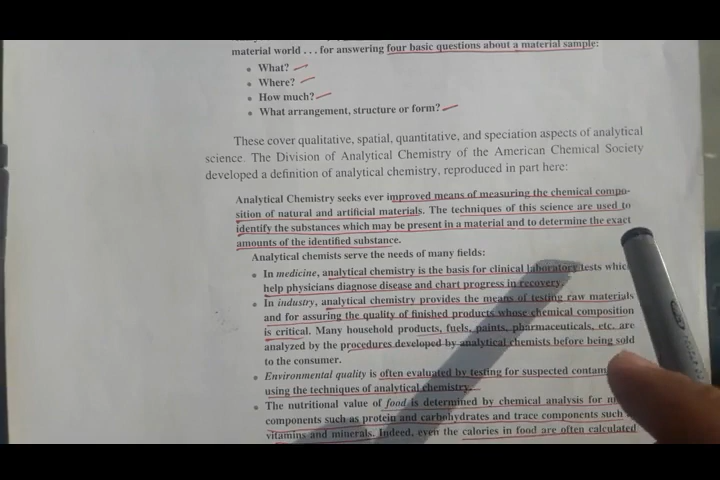 material world . . . for answering four basic questions about a material sample:
• What?
• Where?
• How much?
• What arrangement, structure or form?
These cover qualitative, spatial, quantitative, and speciation aspects of analytical
science. The Division of Analytical Chemistry of the American Chemical Society
developed a definition of analytical chemistry, reproduced in part here:
Analytical Chemistry seeks ever improved means of measuring the chemical compo-
sition of natural and artificial materials. The techniques of this science are used to
identify the substances which may be present in a material and to determine the exact
amounts of the identified substance.
Analytical chemists serve the needs of many fields:
• In medicine, analytical chemistry is the basis for clinical laboratory tests which
help physicians diagnose disease and chart progress in recovery.
• In industry, analytical chemistry provides the means of testing raw materials
and for assuring the quality of finished products whose chemical composition
is critical. Many household products, fuels, paints, pharmaceuticals, etc. are
analyzed by the procedures developed by analytical chemists before being sold
to the consumer.
• Environmental quality is often evaluated by testing for suspected
using the techniques of analytical chemistry.
• The nutritional value of food is determined by chemical analysis for
components such as protein and carbohydrates and trace components such
vitamins and minerals. Indeed, even the calories in food are often calculated